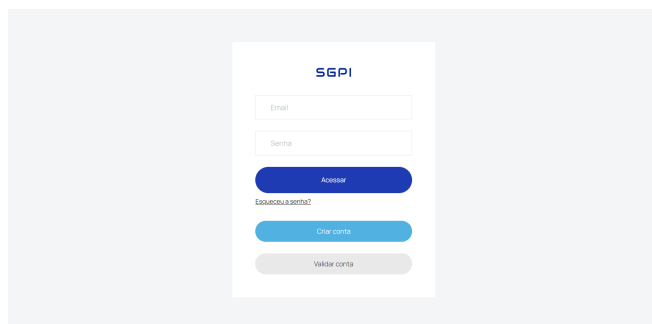 SGPI
Email
Senha
Acessar
Esqueceu a senha?
Criar conta
Validar conta